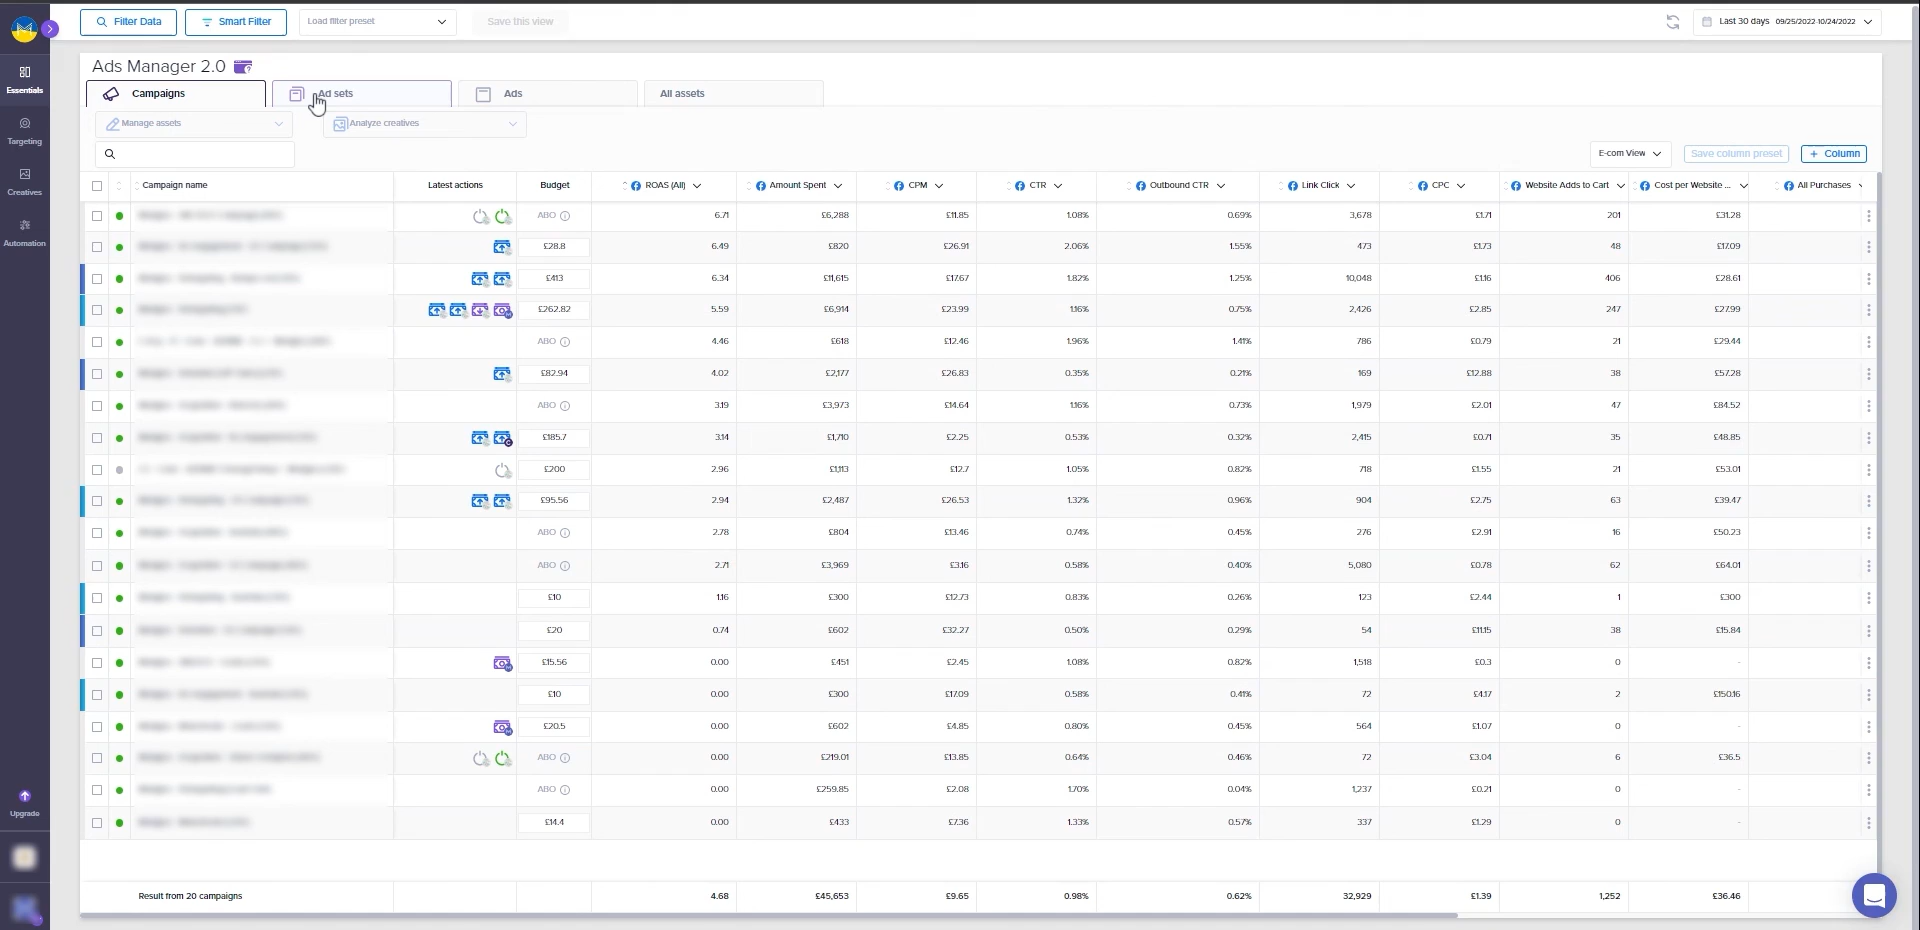 Filter Data Smart Filter Load filter preset Save this view Last 30 days 09/25/2022-10/24/2022
Ads Manager 2.0
Essentials
Campaigns Ad sets Ads All assets
Manage assets Analyze creatives
Targeting
E-com View Save column preset + Column
Creatives
Campaign name Latest actions Budget ROAS (All) Amount Spent CPM CTR Outbound CTR Link Click CPC Website Adds to Cart Cost per Website ... All Purchases
ABO 6.71 £6,288 £11.85 1.08% 0.69% 3,678 £1.71 201 £31.28
Automation
£28.8 6.49 £820 £26.91 2.06% 1.55% 473 £1.73 48 £17.09
£413 6.34 £11,615 £17.67 1.82% 1.25% 10,048 £1.16 406 £28.61
£262.82 5.59 £6,914 £23.99 1.16% 0.75% 2,426 £2.85 247 £27.99
ABO 4.46 £618 £12.46 1.96% 1.41% 786 £0.79 21 £29.44
£82.94 4.02 £2,177 £26.83 0.35% 0.21% 169 £12.88 38 £57.28
ABO 3.19 £3,973 £14.64 1.16% 0.73% 1,979 £2.01 47 £84.52
£185.7 3.14 £1,710 £2.25 0.53% 0.32% 2,415 £0.71 35 £48.85
£200 2.96 £1,113 £12.7 1.05% 0.82% 718 £1.55 21 £53.01
£95.56 2.94 £2,487 £26.53 1.32% 0.96% 904 £2.75 63 £39.47
ABO 2.78 £804 £13.46 0.74% 0.45% 276 £2.91 16 £50.23
ABO 2.71 £3,969 £3.16 0.58% 0.40% 5,080 £0.78 62 £64.01
£10 1.16 £300 £12.73 0.83% 0.26% 123 £2.44 1 £300
£20 0.74 £602 £32.27 0.50% 0.29% 54 £11.15 38 £15.84
£15.56 0.00 £451 £2.45 1.08% 0.82% 1,518 £0.3 0 -
£10 0.00 £300 £17.09 0.58% 0.41% 72 £4.17 2 £150.16
£20.5 0.00 £602 £4.85 0.80% 0.45% 564 £1.07 0 -
ABO 0.00 £219.01 £13.85 0.64% 0.46% 72 £3.04 6 £36.5
ABO 0.00 £259.85 £2.08 1.70% 0.04% 1,237 £0.21 0 -
Upgrade
£14.4 0.00 £433 £7.36 1.33% 0.57% 337 £1.29 0 -
Result from 20 campaigns 4.68 £45,653 £9.65 0.98% 0.62% 32,929 £1.39 1,252 £36.46